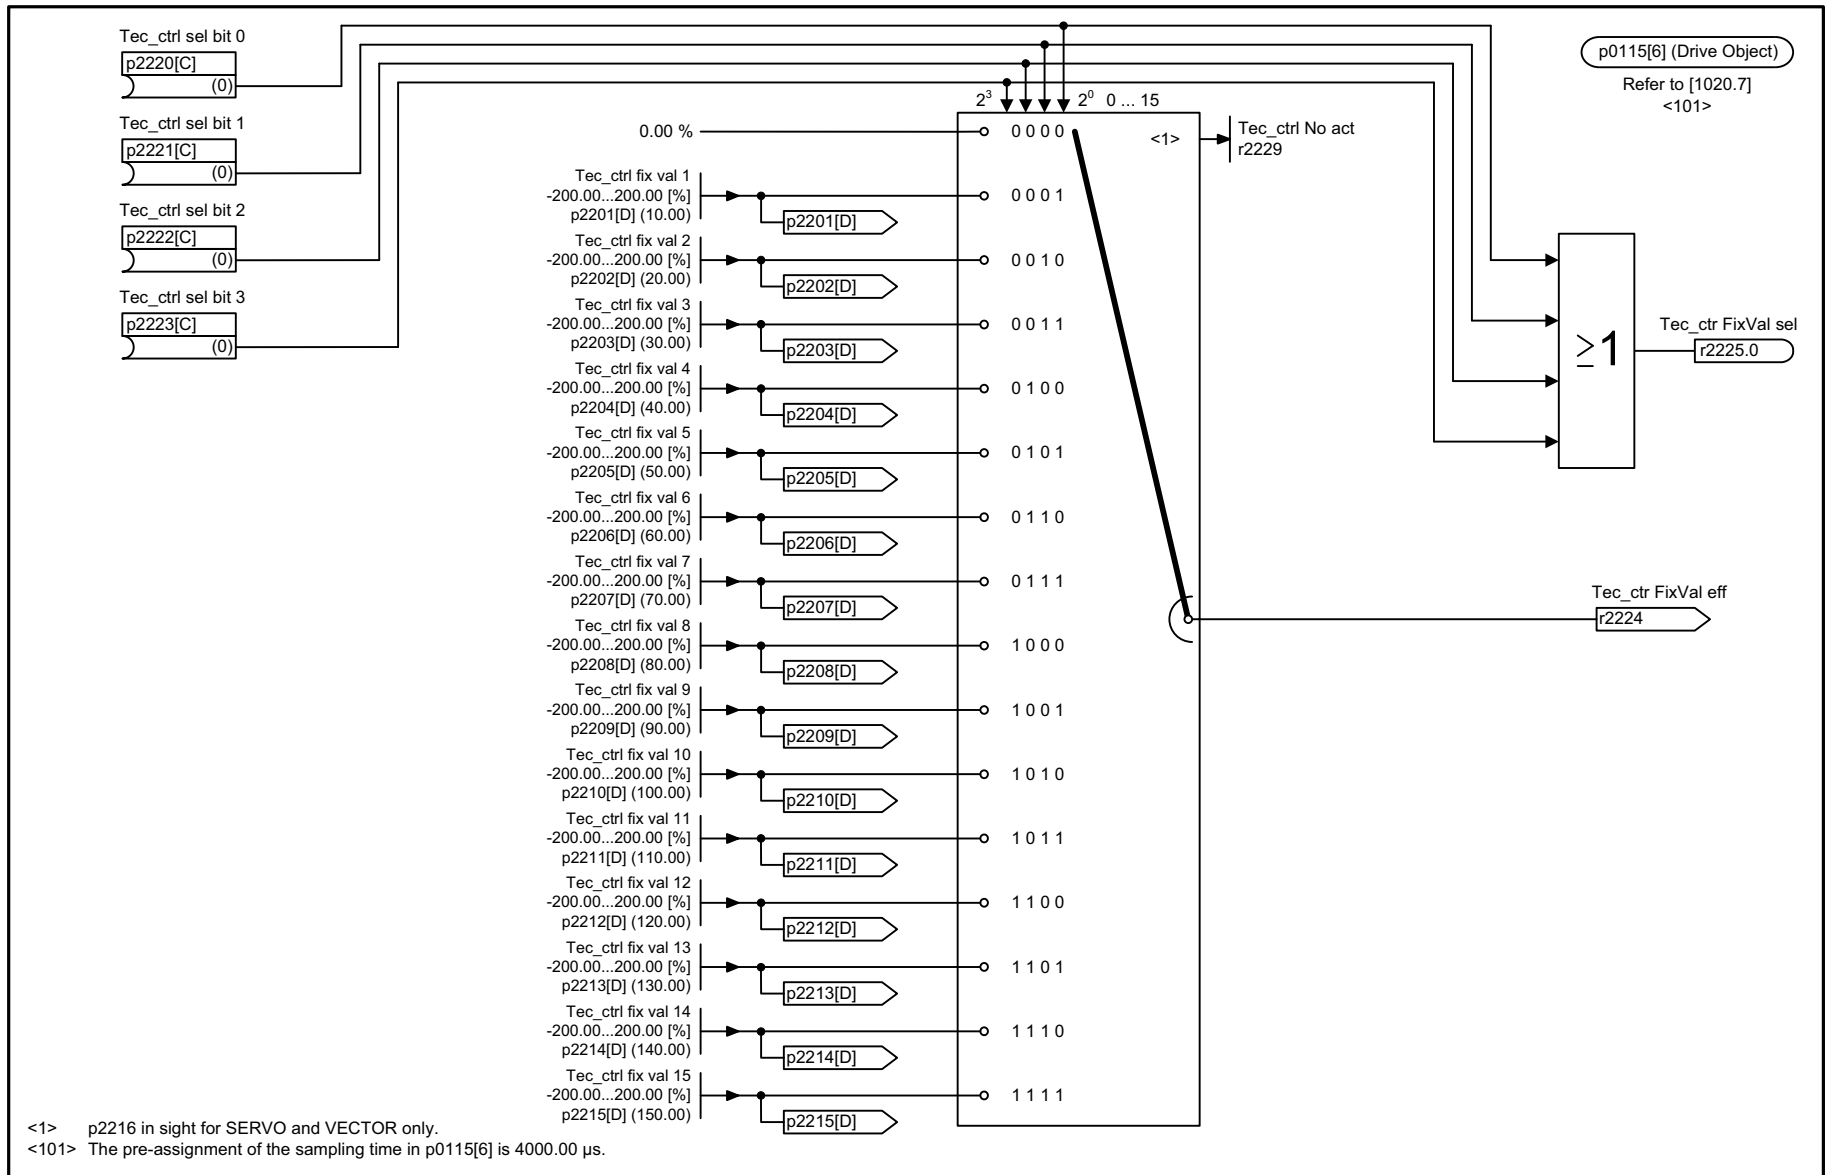 Tec_ctrl sel bit 0
p2220[C]
(0)
Tec_ctrl sel bit 1
p2221[C]
(0)
Tec_ctrl sel bit 2
p2222[C]
(0)
Tec_ctrl sel bit 3
p2223[C]
(0)
p0115[6] (Drive Object)
Refer to [1020.7]
<101>
2³ 2⁰ 0 ... 15
0.00 % 0 0 0 0
<1>
Tec_ctrl No act
r2229
Tec_ctrl fix val 1
-200.00...200.00 [%] 0 0 0 1
p2201[D] (10.00)
p2201[D]
Tec_ctrl fix val 2
-200.00...200.00 [%] 0 0 1 0
p2202[D] (20.00)
p2202[D]
Tec_ctrl fix val 3
-200.00...200.00 [%] 0 0 1 1
p2203[D] (30.00)
p2203[D]
Tec_ctrl fix val 4
-200.00...200.00 [%] 0 1 0 0
p2204[D] (40.00)
p2204[D]
Tec_ctrl fix val 5
-200.00...200.00 [%] 0 1 0 1
p2205[D] (50.00)
p2205[D]
Tec_ctrl fix val 6
-200.00...200.00 [%] 0 1 1 0
p2206[D] (60.00)
p2206[D]
Tec_ctrl fix val 7
-200.00...200.00 [%] 0 1 1 1
p2207[D] (70.00)
p2207[D]
Tec_ctrl fix val 8
-200.00...200.00 [%] 1 0 0 0
p2208[D] (80.00)
p2208[D]
Tec_ctrl fix val 9
-200.00...200.00 [%] 1 0 0 1
p2209[D] (90.00)
p2209[D]
Tec_ctrl fix val 10
-200.00...200.00 [%] 1 0 1 0
p2210[D] (100.00)
p2210[D]
Tec_ctrl fix val 11
-200.00...200.00 [%] 1 0 1 1
p2211[D] (110.00)
p2211[D]
Tec_ctrl fix val 12
-200.00...200.00 [%] 1 1 0 0
p2212[D] (120.00)
p2212[D]
Tec_ctrl fix val 13
-200.00...200.00 [%] 1 1 0 1
p2213[D] (130.00)
p2213[D]
Tec_ctrl fix val 14
-200.00...200.00 [%] 1 1 1 0
p2214[D] (140.00)
p2214[D]
Tec_ctrl fix val 15
-200.00...200.00 [%] 1 1 1 1
p2215[D] (150.00)
p2215[D]
≥1
Tec_ctr FixVal sel
r2225.0
Tec_ctr FixVal eff
r2224
<1> p2216 in sight for SERVO and VECTOR only.
<101> The pre-assignment of the sampling time in p0115[6] is 4000.00 µs.